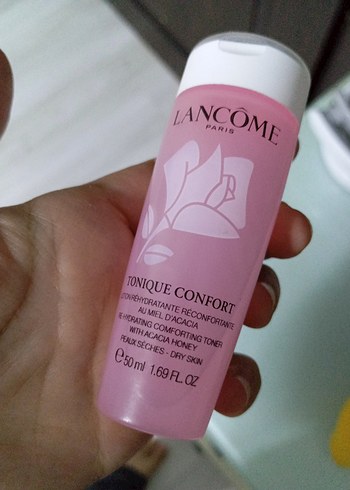 LANCÔME
PARIS
TONIQUE CONFORT
LOTION RÉHYDRATANTE RÉCONFORTANTE
AU MIEL D'ACACIA
RE-HYDRATING COMFORTING TONER
WITH ACACIA HONEY
PEAUX SÈCHES - DRY SKIN
℮50 ml 1.69 FL. OZ